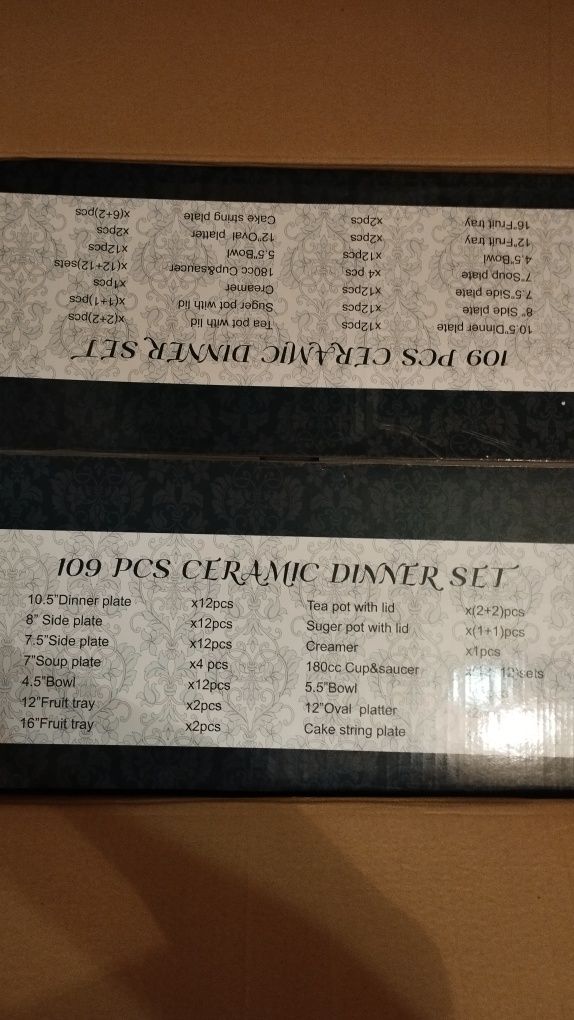 109 PCS CERAMIC DINNER SET
10.5"Dinner plate x12pcs Tea pot with lid x(2+2)pcs
8" Side plate x12pcs Suger pot with lid x(1+1)pcs
7.5"Side plate x12pcs Creamer x1pcs
7"Soup plate x4 pcs 180cc Cup&saucer x(12+12)sets
4.5"Bowl x12pcs 5.5"Bowl x12pcs
12"Fruit tray x2pcs 12"Oval platter x2pcs
16"Fruit tray x2pcs Cake string plate x(6+2)pcs
109 PCS CERAMIC DINNER SET
10.5"Dinner plate x12pcs Tea pot with lid x(2+2)pcs
8" Side plate x12pcs Suger pot with lid x(1+1)pcs
7.5"Side plate x12pcs Creamer x1pcs
7"Soup plate x4 pcs 180cc Cup&saucer
4.5"Bowl x12pcs 5.5"Bowl
12"Fruit tray x2pcs 12"Oval platter
16"Fruit tray x2pcs Cake string plate